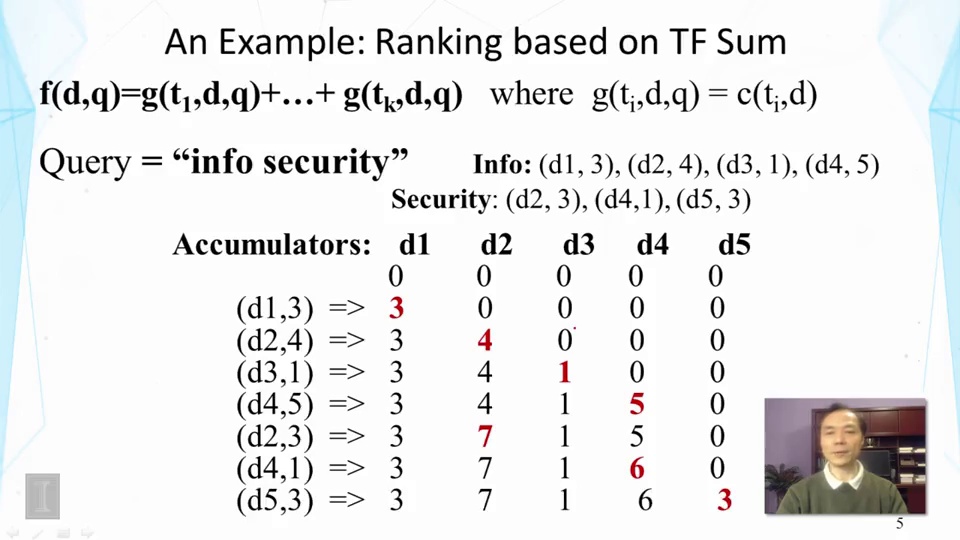 An Example: Ranking based on TF Sum
f(d,q)=g(t1,d,q)+…+ g(tk,d,q) where g(ti,d,q) = c(ti,d)
Query = “info security” Info: (d1, 3), (d2, 4), (d3, 1), (d4, 5)
Security: (d2, 3), (d4,1), (d5, 3)
Accumulators: d1 d2 d3 d4 d5
0 0 0 0 0
(d1,3) => 3 0 0 0 0
(d2,4) => 3 4 0 0 0
(d3,1) => 3 4 1 0 0
(d4,5) => 3 4 1 5 0
(d2,3) => 3 7 1 5 0
(d4,1) => 3 7 1 6 0
(d5,3) => 3 7 1 6 3
I
5